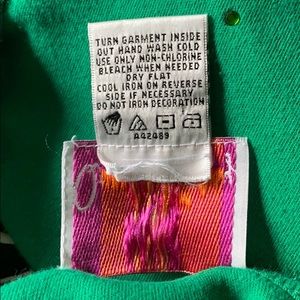 TURN GARMENT INSIDE
OUT HAND WASH COLD
USE ONLY NON-CHLORINE
BLEACH WHEN NEEDED
DRY FLAT
COOL IRON ON REVERSE
SIDE IF NECESSARY
DO NOT IRON DECORATION
A42489